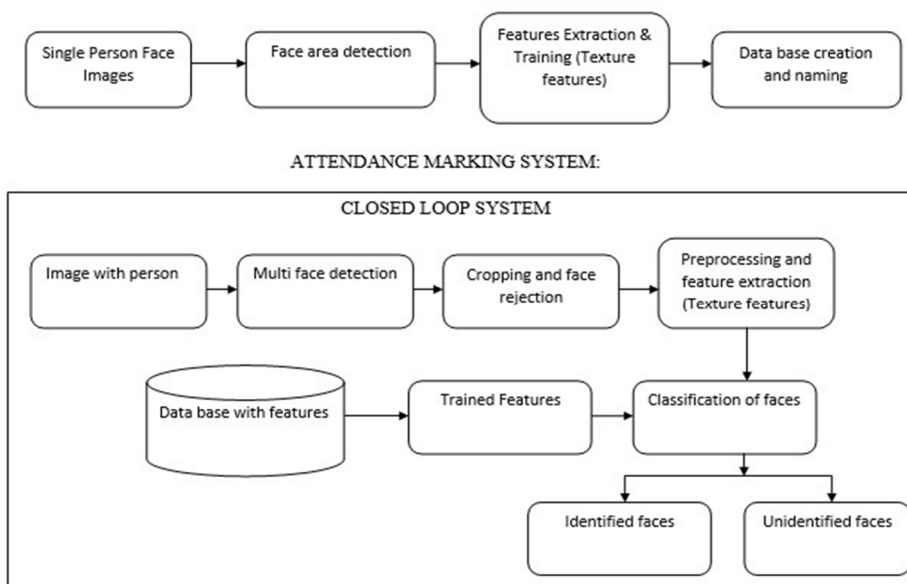 Single Person Face
Images
Face area detection
Features Extraction &
Training (Texture
features)
Data base creation
and naming
ATTENDANCE MARKING SYSTEM:
CLOSED LOOP SYSTEM
Image with person
Multi face detection
Cropping and face
rejection
Preprocessing and
feature extraction
(Texture features)
Data base with features
Trained Features
Classification of faces
Identified faces
Unidentified faces